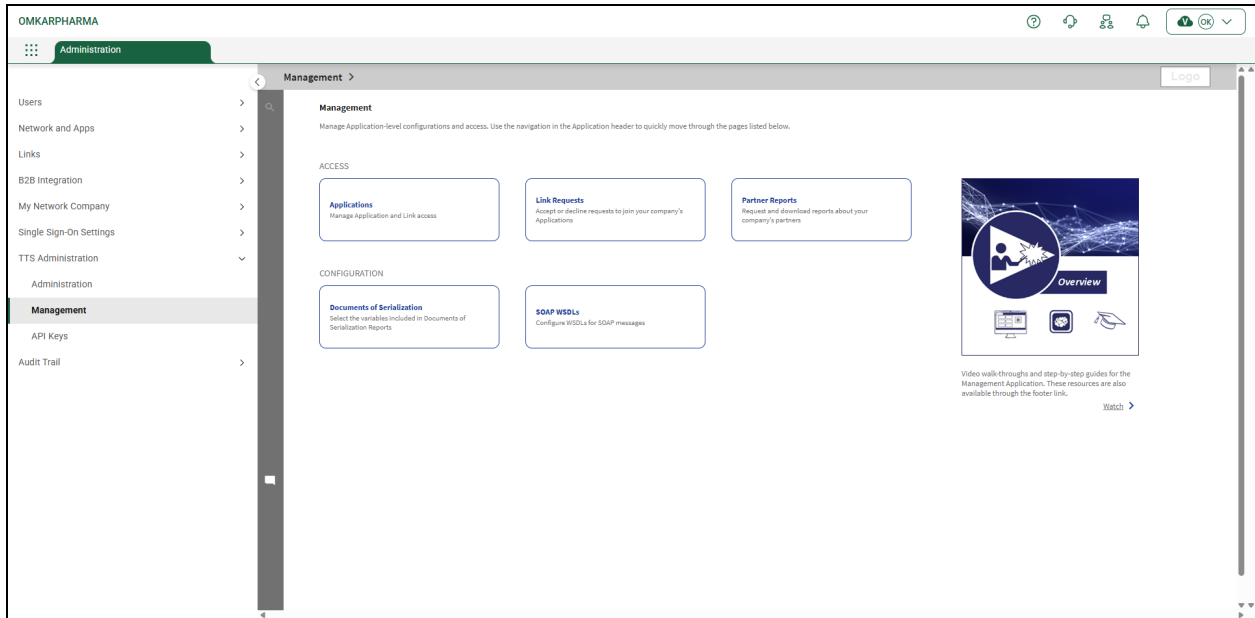 OMKARPHARMA
V
OK
Administration
Users
Network and Apps
Links
B2B Integration
My Network Company
Single Sign-On Settings
TTS Administration
Administration
Management
API Keys
Audit Trail
Management >
Logo
Management
Manage Application-level configurations and access. Use the navigation in the Application header to quickly move through the pages listed below.
ACCESS
Applications
Manage Application and Link access
Link Requests
Accept or decline requests to join your company's
Applications
Partner Reports
Request and download reports about your
company's partners
CONFIGURATION
Documents of Serialization
Select the variables included in Documents of
Serialization Reports
SOAP WSDLs
Configure WSDLs for SOAP messages
Overview
Video walk-throughs and step-by-step guides for the
Management Application. These resources are also
available through the footer link.
Watch >